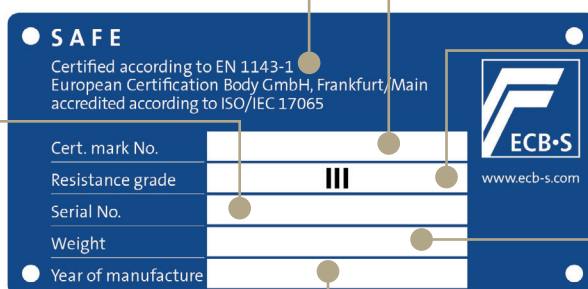 SAFE
Certified according to EN 1143-1
European Certification Body GmbH, Frankfurt/Main
accredited according to ISO/IEC 17065
ECB•S
www.ecb-s.com
Cert. mark No.
Resistance grade III
Serial No.
Weight
Year of manufacture